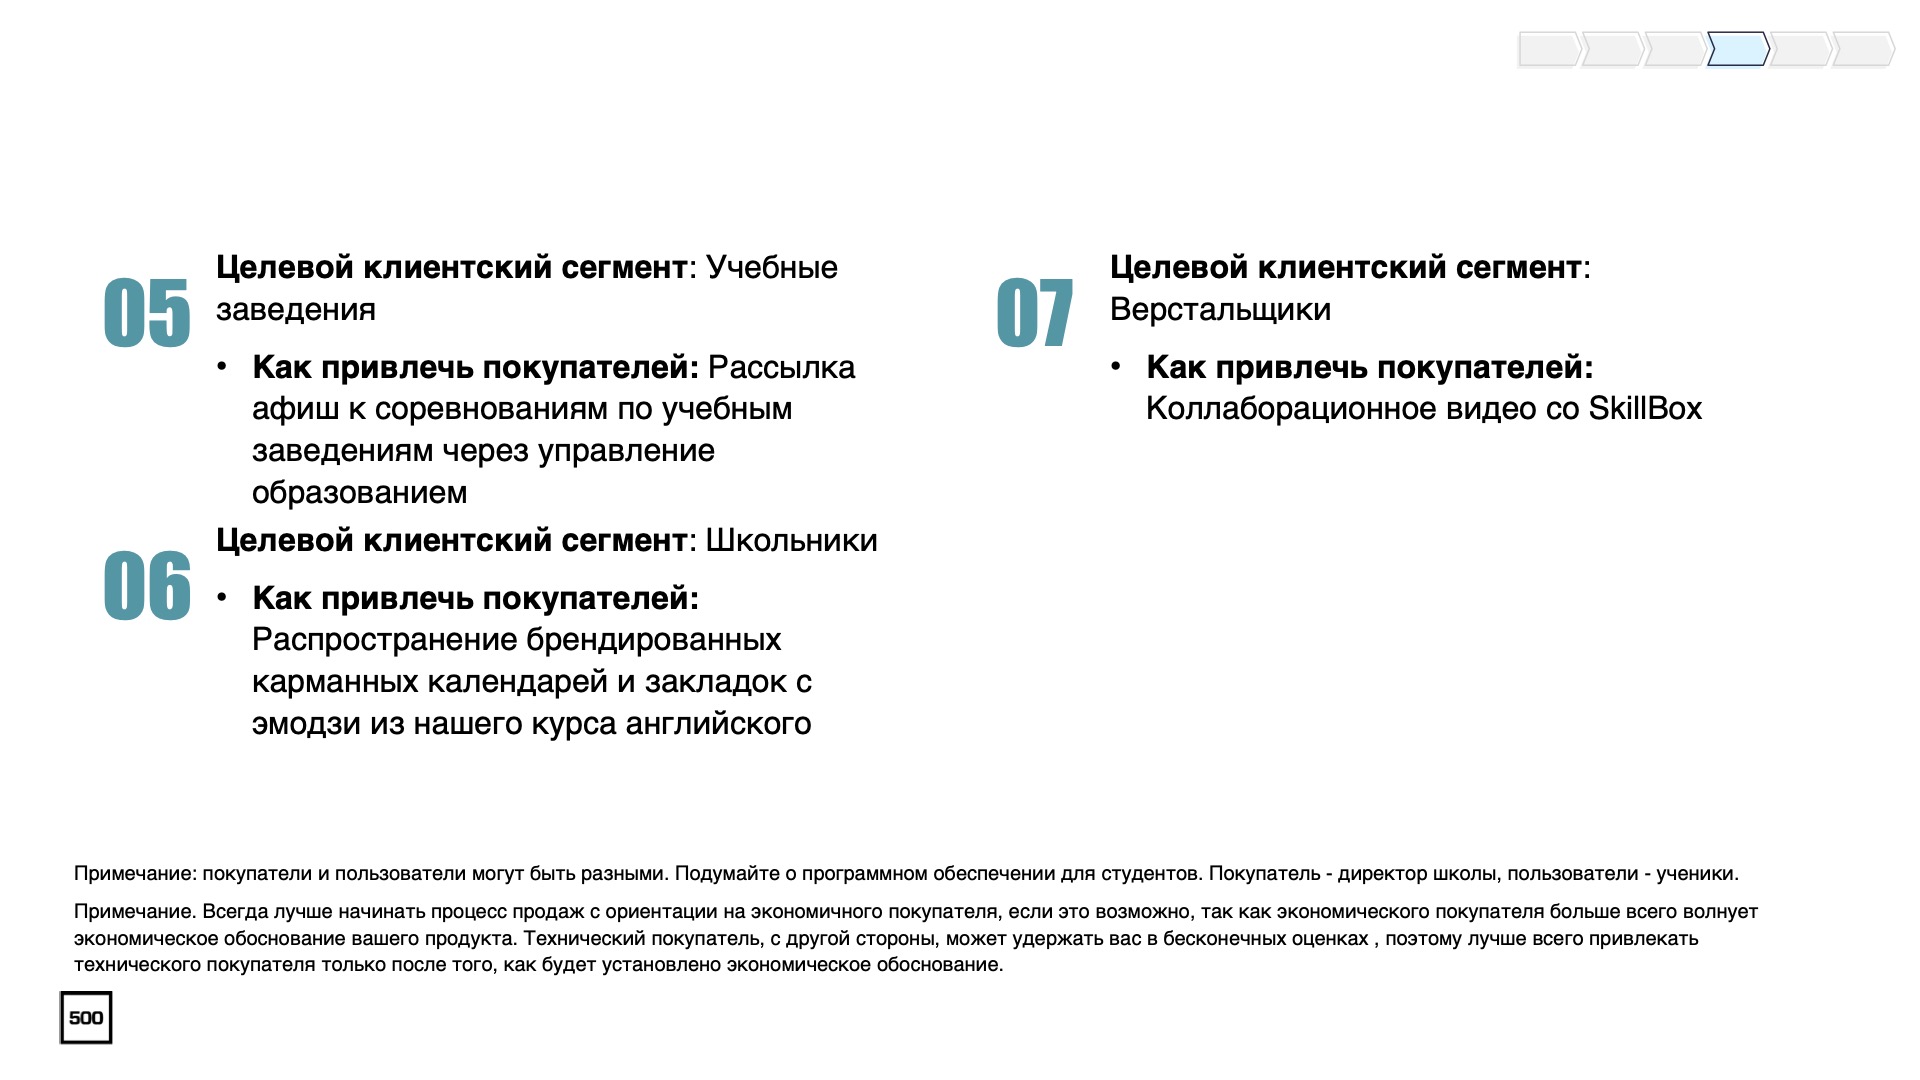 05
Целевой клиентский сегмент: Учебные
заведения
• Как привлечь покупателей: Рассылка
афиш к соревнованиям по учебным
заведениям через управление
образованием
06
Целевой клиентский сегмент: Школьники
• Как привлечь покупателей:
Распространение брендированных
карманных календарей и закладок с
эмодзи из нашего курса английского
07
Целевой клиентский сегмент:
Верстальщики
• Как привлечь покупателей:
Коллаборационное видео со SkillBox
Примечание: покупатели и пользователи могут быть разными. Подумайте о программном обеспечении для студентов. Покупатель - директор школы, пользователи - ученики.
Примечание. Всегда лучше начинать процесс продаж с ориентации на экономичного покупателя, если это возможно, так как экономического покупателя больше всего волнует
экономическое обоснование вашего продукта. Технический покупатель, с другой стороны, может удержать вас в бесконечных оценках , поэтому лучше всего привлекать
технического покупателя только после того, как будет установлено экономическое обоснование.
500